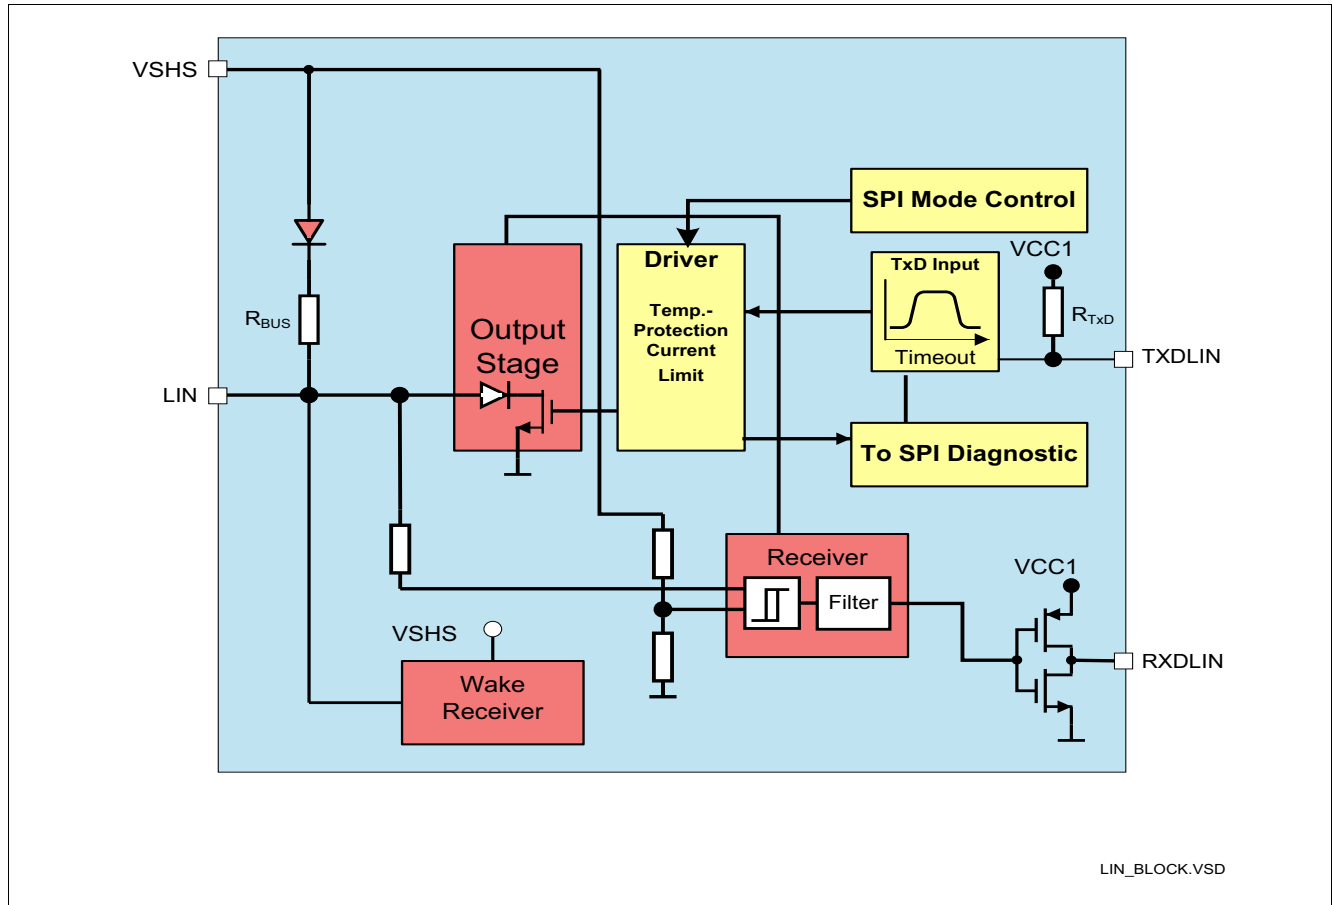 VSHS
SPI Mode Control
VCC1
Driver
TxD Input
Temp.-
Protection
Current
Limit
RBUS
Output
Stage
RTxD
Timeout
TXDLIN
LIN
To SPI Diagnostic
Receiver
VCC1
Filter
VSHS
RXDLIN
Wake
Receiver
LIN_BLOCK.VSD